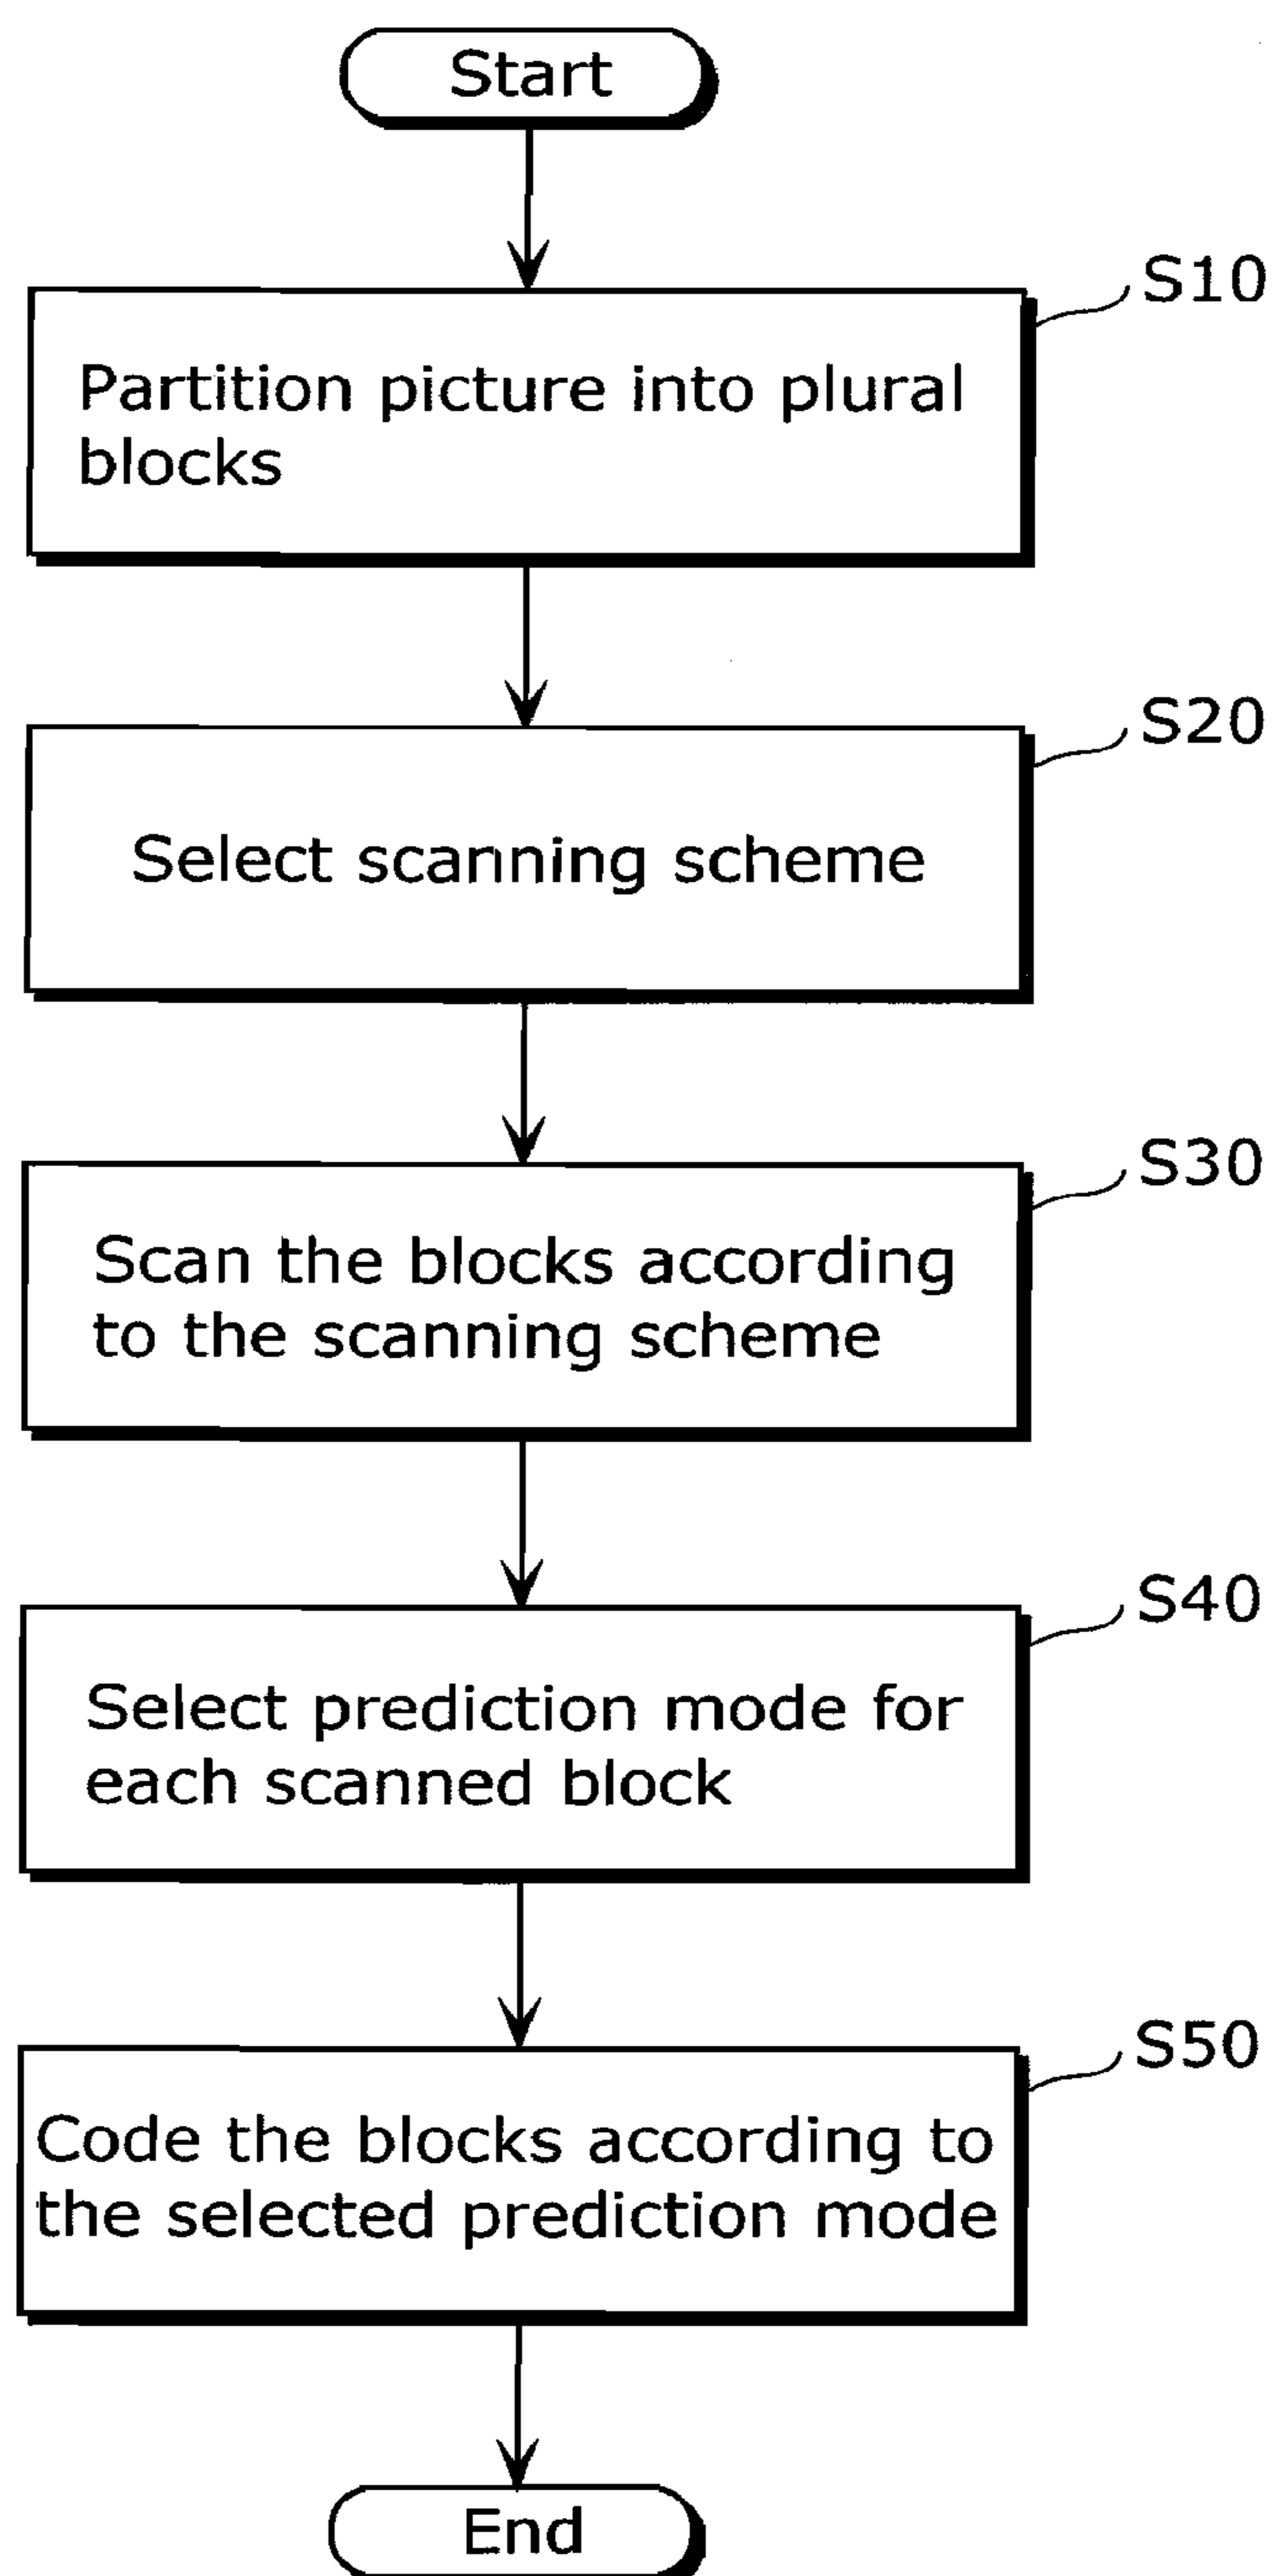 Start
S10
Partition picture into plural
blocks
S20
Select scanning scheme
S30
Scan the blocks according
to the scanning scheme
S40
Select prediction mode for
each scanned block
S50
Code the blocks according to
the selected prediction mode
End